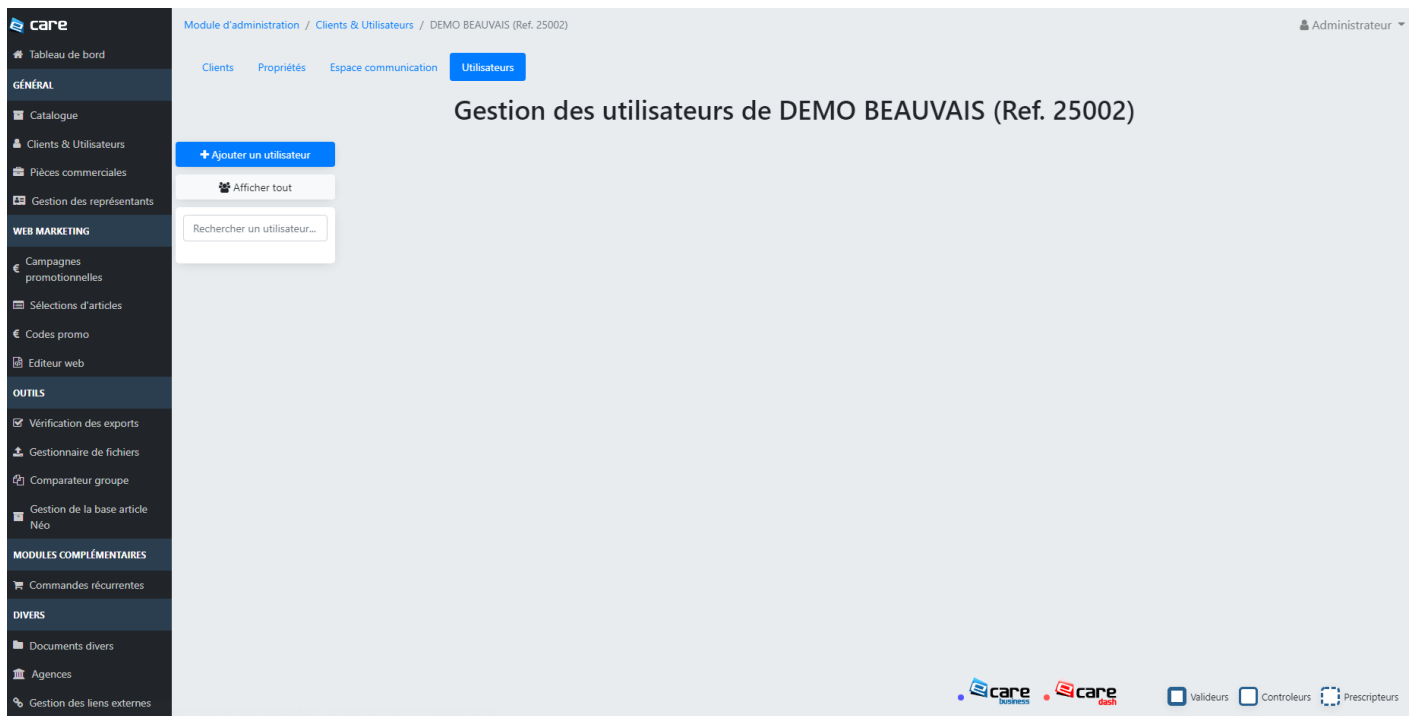 care
Module d'administration / Clients & Utilisateurs / DEMO BEAUVAIS (Ref. 25002)
Administrateur
Tableau de bord
GÉNÉRAL
Catalogue
Clients & Utilisateurs
Pièces commerciales
Gestion des représentants
WEB MARKETING
Campagnes
promotionnelles
Sélections d'articles
€ Codes promo
Editeur web
OUTILS
Vérification des exports
Gestionnaire de fichiers
Comparateur groupe
Gestion de la base article
Néo
MODULES COMPLÉMENTAIRES
Commandes récurrentes
DIVERS
Documents divers
Agences
Gestion des liens externes
Clients Propriétés Espace communication Utilisateurs
Gestion des utilisateurs de DEMO BEAUVAIS (Ref. 25002)
+ Ajouter un utilisateur
Afficher tout
Rechercher un utilisateur...
care business
care dash
Valideurs Controleurs Prescripteurs